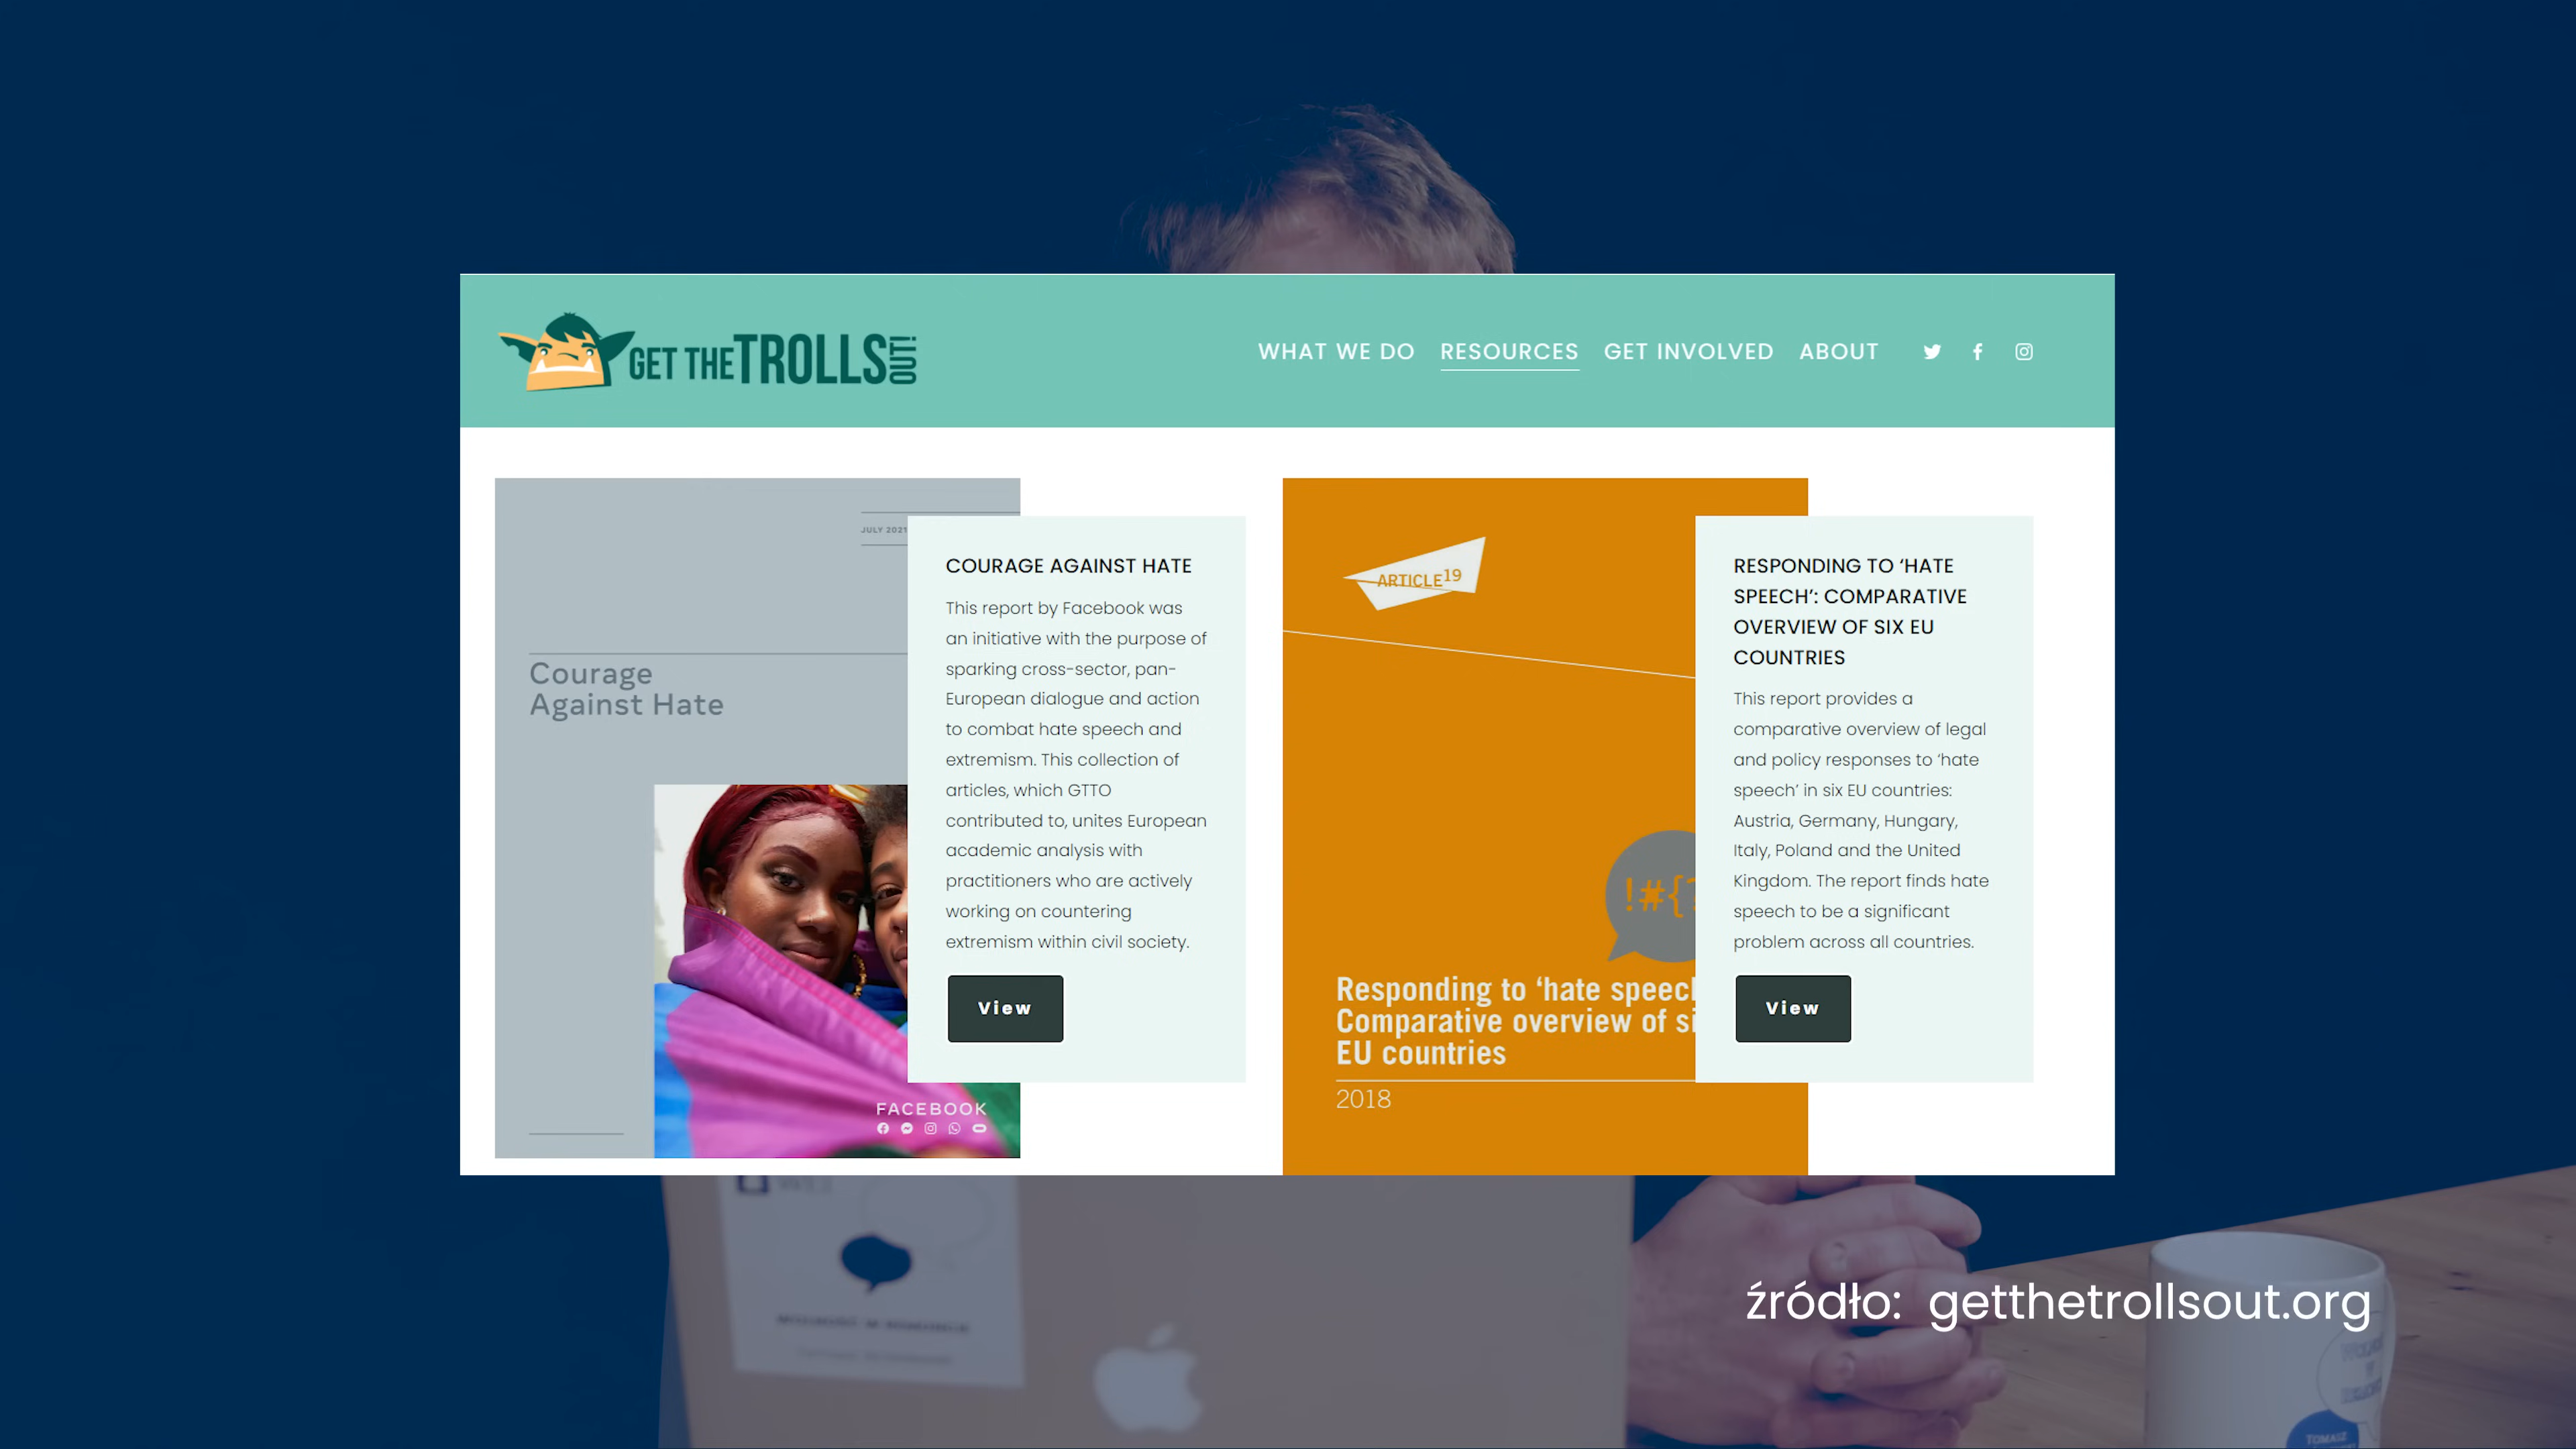 GET THE TROLLS OUT!
WHAT WE DO RESOURCES GET INVOLVED ABOUT
JULY 2021
Courage
Against Hate
FACEBOOK
COURAGE AGAINST HATE
This report by Facebook was
an initiative with the purpose of
sparking cross-sector, pan-
European dialogue and action
to combat hate speech and
extremism. This collection of
articles, which GTTO
contributed to, unites European
academic analysis with
practitioners who are actively
working on countering
extremism within civil society.
View
ARTICLE 19
!#{
Responding to ‘hate speech
Comparative overview of si
EU countries
2018
RESPONDING TO ‘HATE
SPEECH’: COMPARATIVE
OVERVIEW OF SIX EU
COUNTRIES
This report provides a
comparative overview of legal
and policy responses to ‘hate
speech’ in six EU countries:
Austria, Germany, Hungary,
Italy, Poland and the United
Kingdom. The report finds hate
speech to be a significant
problem across all countries.
View
źródło: getthetrollsout.org
TOMASZ